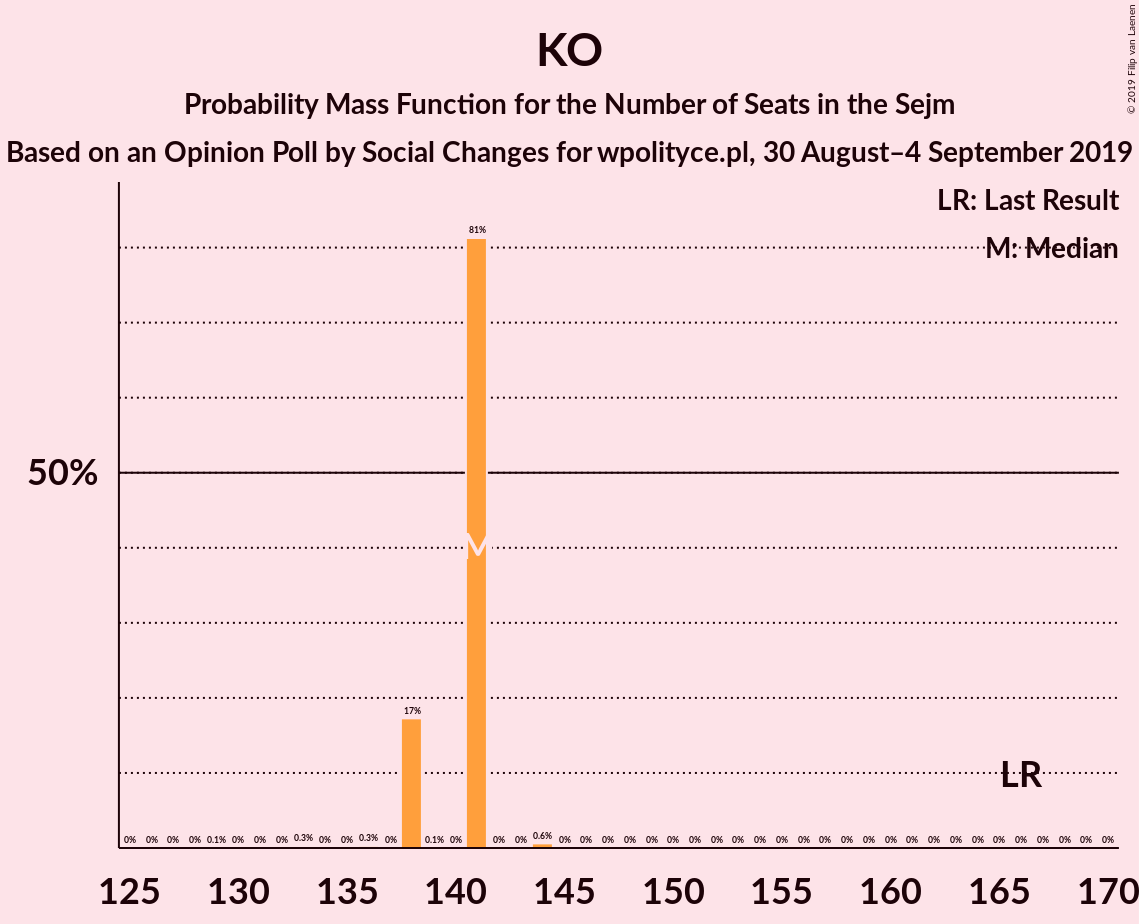 KO
Probability Mass Function for the Number of Seats in the Sejm
Based on an Opinion Poll by Social Changes for wpolityce.pl, 30 August–4 September 2019
© 2019 Filip van Laenen
LR: Last Result
M: Median
81%
50%
M
17%
LR
0% 0% 0% 0% 0.1% 0% 0% 0% 0.3% 0% 0% 0.3% 0% 0.1% 0% 0% 0% 0.6% 0% 0% 0% 0% 0% 0% 0% 0% 0% 0% 0% 0% 0% 0% 0% 0% 0% 0% 0% 0% 0% 0% 0% 0% 0% 0%
125 130 135 140 145 150 155 160 165 170